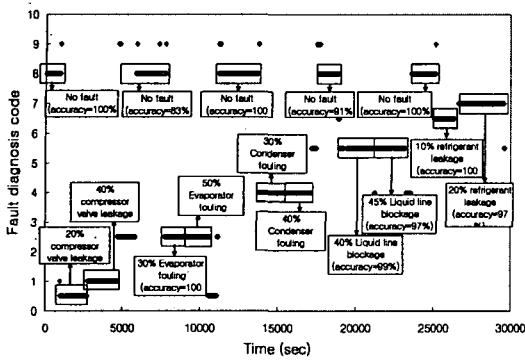 Fault diagnosis code
10
9
8
7
6
5
4
3
2
1
0
No fault
(accuracy=100%)
No fault
(accuracy=83%)
No fault
(accuracy=100
No fault
(accuracy=91%)
No fault
(accuracy=100%)
30%
Condenser
fouling
10% refrigerant
leakage
(accuracy=100
40%
compressor
valve leakage
50%
Evaporator
fouling
45% Liquid line
blockage
(accuracy=97%)
20% refrigerant
leakage
(accuracy=97
20%
compressor
valve leakage
40%
Condenser
fouling
30% Evaporator
fouling
(accuracy=100
40% Liquid line
blockage
(accuracy=99%)
0
5000
10000
15000
20000
25000
30000
Time (sec)